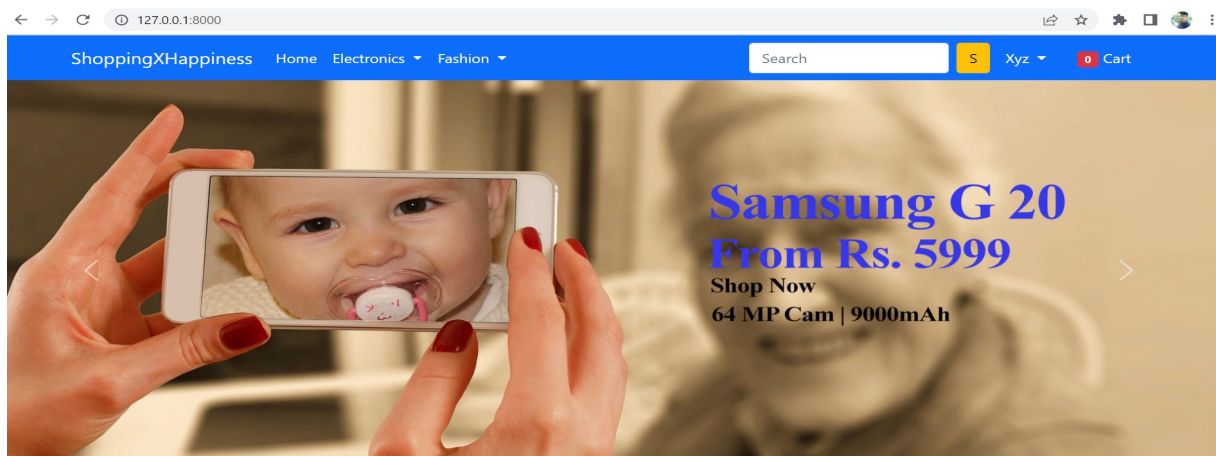 127.0.0.1:8000
ShoppingXHappiness Home Electronics Fashion Search S Xyz 0 Cart
Samsung G 20
From Rs. 5999
Shop Now
64 MP Cam | 9000mAh